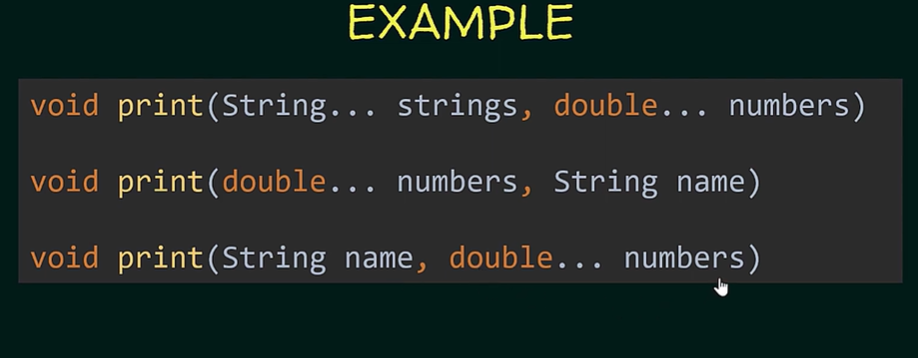 EXAMPLE
void print(String... strings, double... numbers)
void print(double... numbers, String name)
void print(String name, double... numbers)